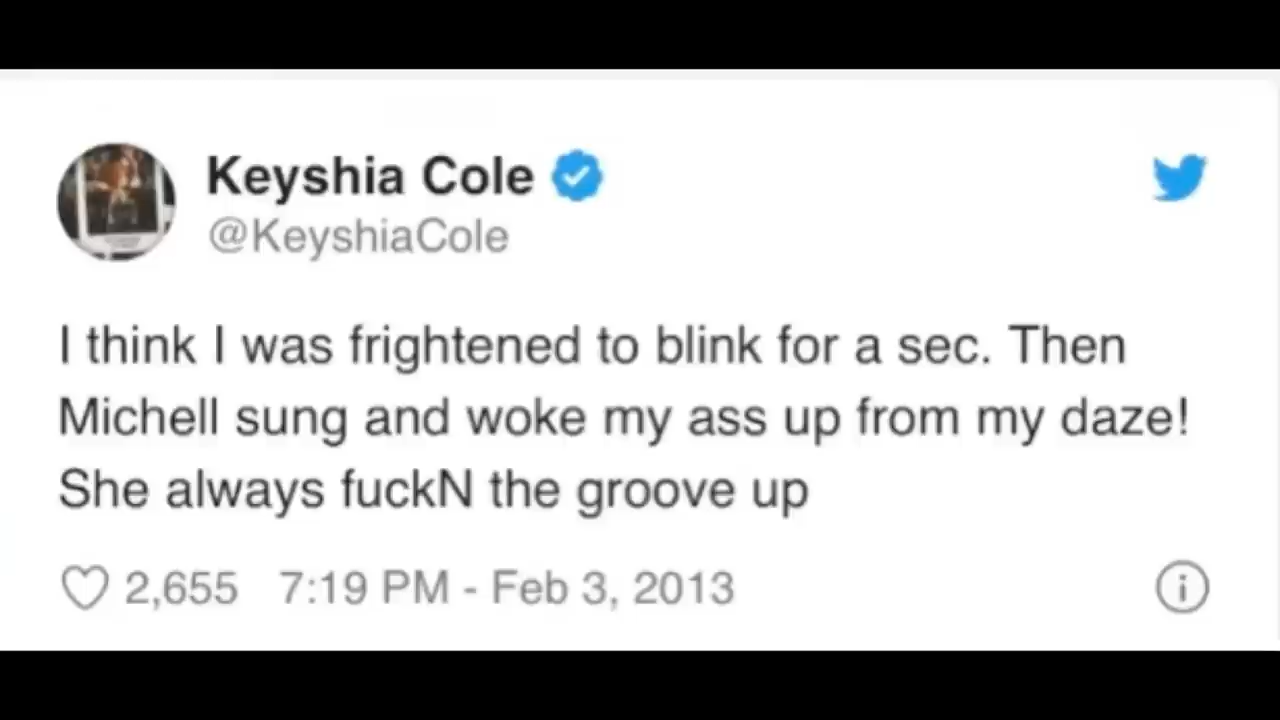 Keyshia Cole
@KeyshiaCole
I think I was frightened to blink for a sec. Then
Michell sung and woke my ass up from my daze!
She always fuckN the groove up
2,655 7:19 PM - Feb 3, 2013